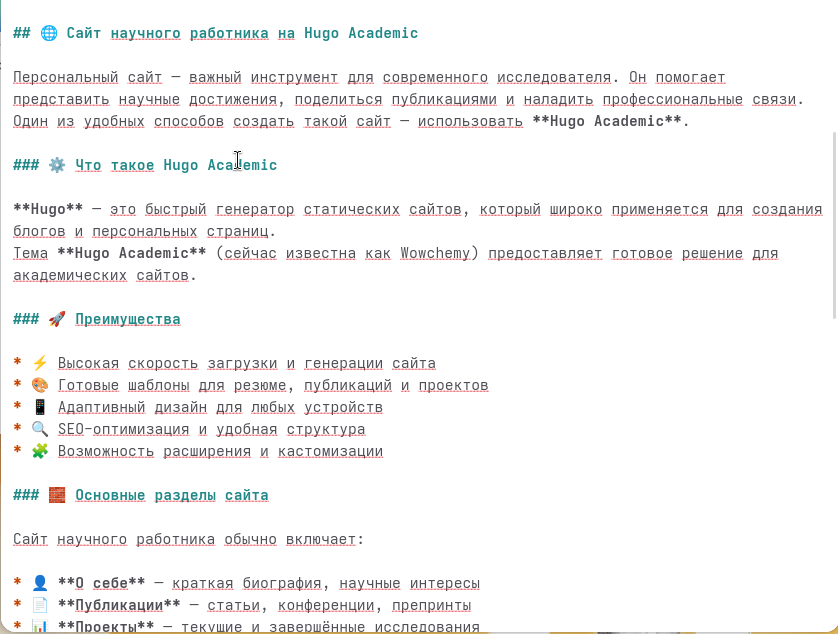 ## 🌐 Сайт научного работника на Hugo Academic
Персональный сайт — важный инструмент для современного исследователя. Он помогает
представить научные достижения, поделиться публикациями и наладить профессиональные связи.
Один из удобных способов создать такой сайт — использовать **Hugo Academic**.
### ⚙️ Что такое Hugo Academic
**Hugo** — это быстрый генератор статических сайтов, который широко применяется для создания
блогов и персональных страниц.
Тема **Hugo Academic** (сейчас известна как Wowchemy) предоставляет готовое решение для
академических сайтов.
### 🚀 Преимущества
* ⚡ Высокая скорость загрузки и генерации сайта
* 🎨 Готовые шаблоны для резюме, публикаций и проектов
* 📱 Адаптивный дизайн для любых устройств
* 🔍 SEO-оптимизация и удобная структура
* 🧩 Возможность расширения и кастомизации
### 🧱 Основные разделы сайта
Сайт научного работника обычно включает:
* 👤 **О себе** — краткая биография, научные интересы
* 📄 **Публикации** — статьи, конференции, препринты
* 📊 **Проекты** — текущие и завершённые исследования